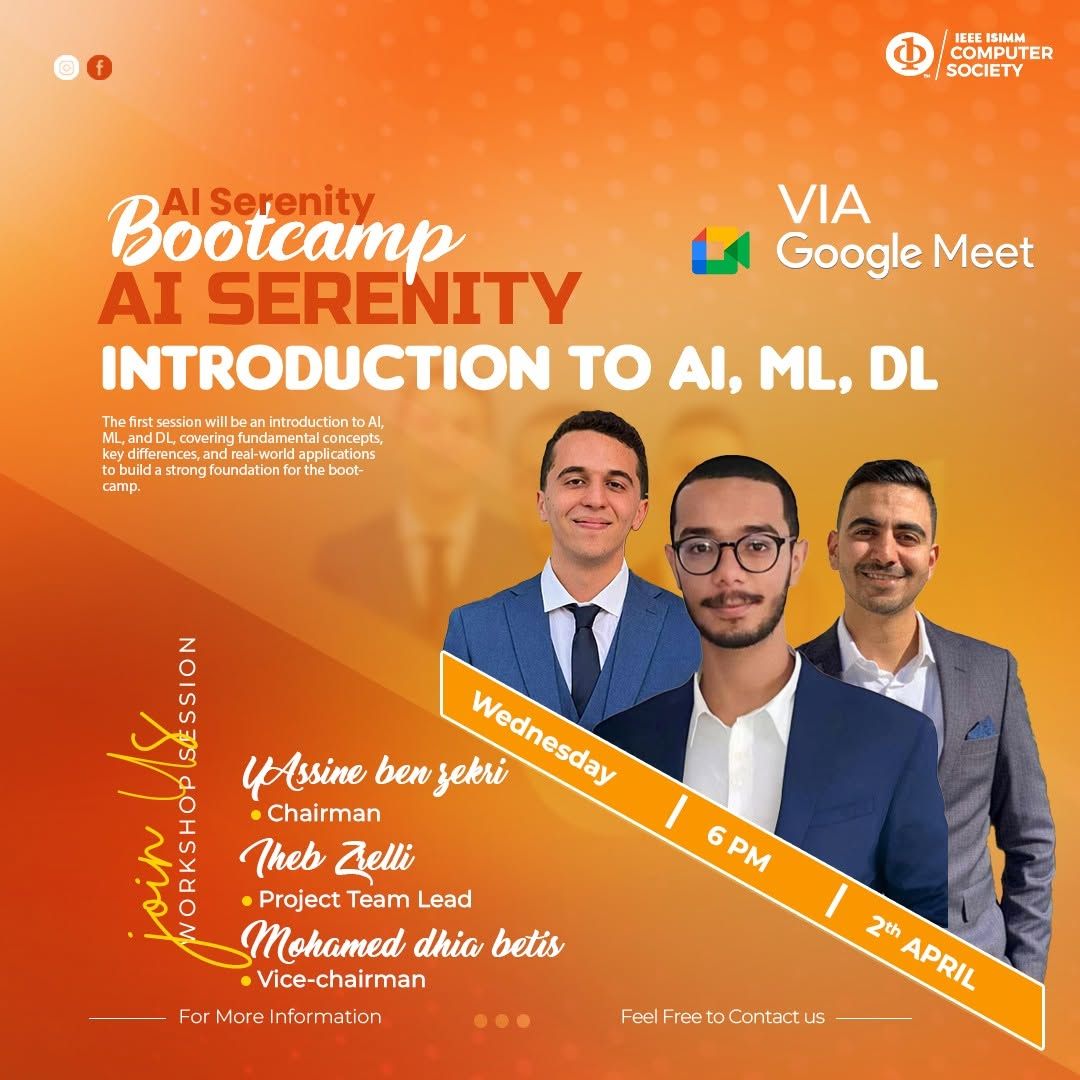 IEEE ISIMM
COMPUTER
SOCIETY
AI Serenity
Bootcamp
AI SERENITY
VIA
Google Meet
INTRODUCTION TO AI, ML, DL
The first session will be an introduction to AI,
ML, and DL, covering fundamental concepts,
key differences, and real-world applications
to build a strong foundation for the boot-
camp.
Wednesday | 6 PM | 2th APRIL
join Us
WORKSHOP SESSION
YAssine ben zekri
• Chairman
Iheb Zrelli
• Project Team Lead
Mohamed dhia betis
• Vice-chairman
For More Information
Feel Free to Contact us